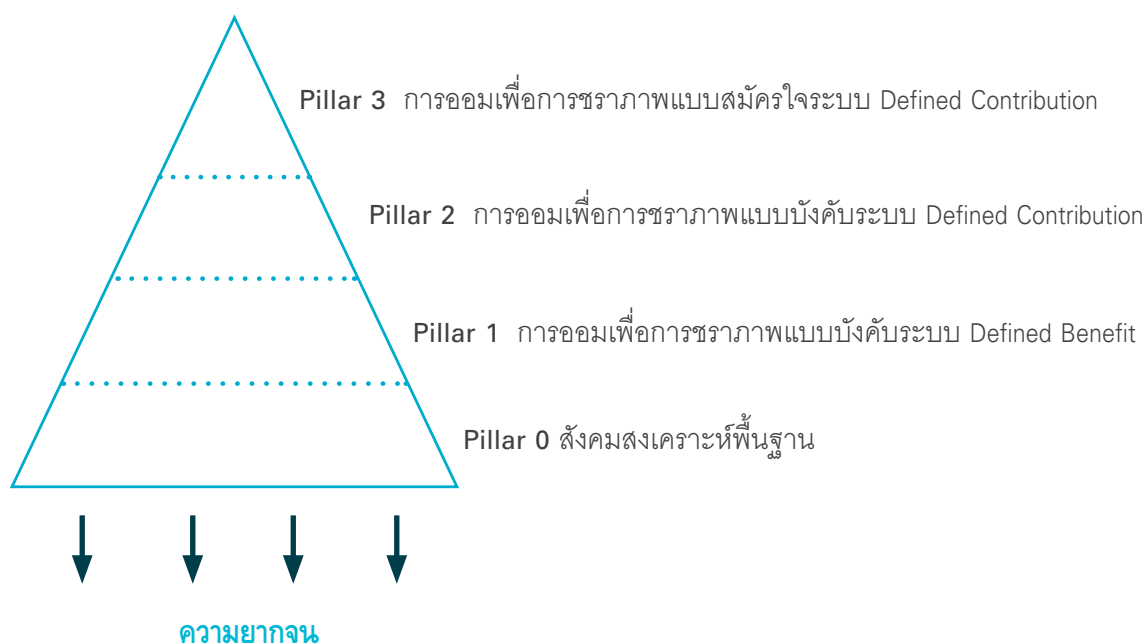 Pillar 3 การออมเพื่อการชราภาพแบบสมัครใจระบบ Defined Contribution
Pillar 2 การออมเพื่อการชราภาพแบบบังคับระบบ Defined Contribution
Pillar 1 การออมเพื่อการชราภาพแบบบังคับระบบ Defined Benefit
Pillar 0 สังคมสงเคราะห์พื้นฐาน
ความยากจน